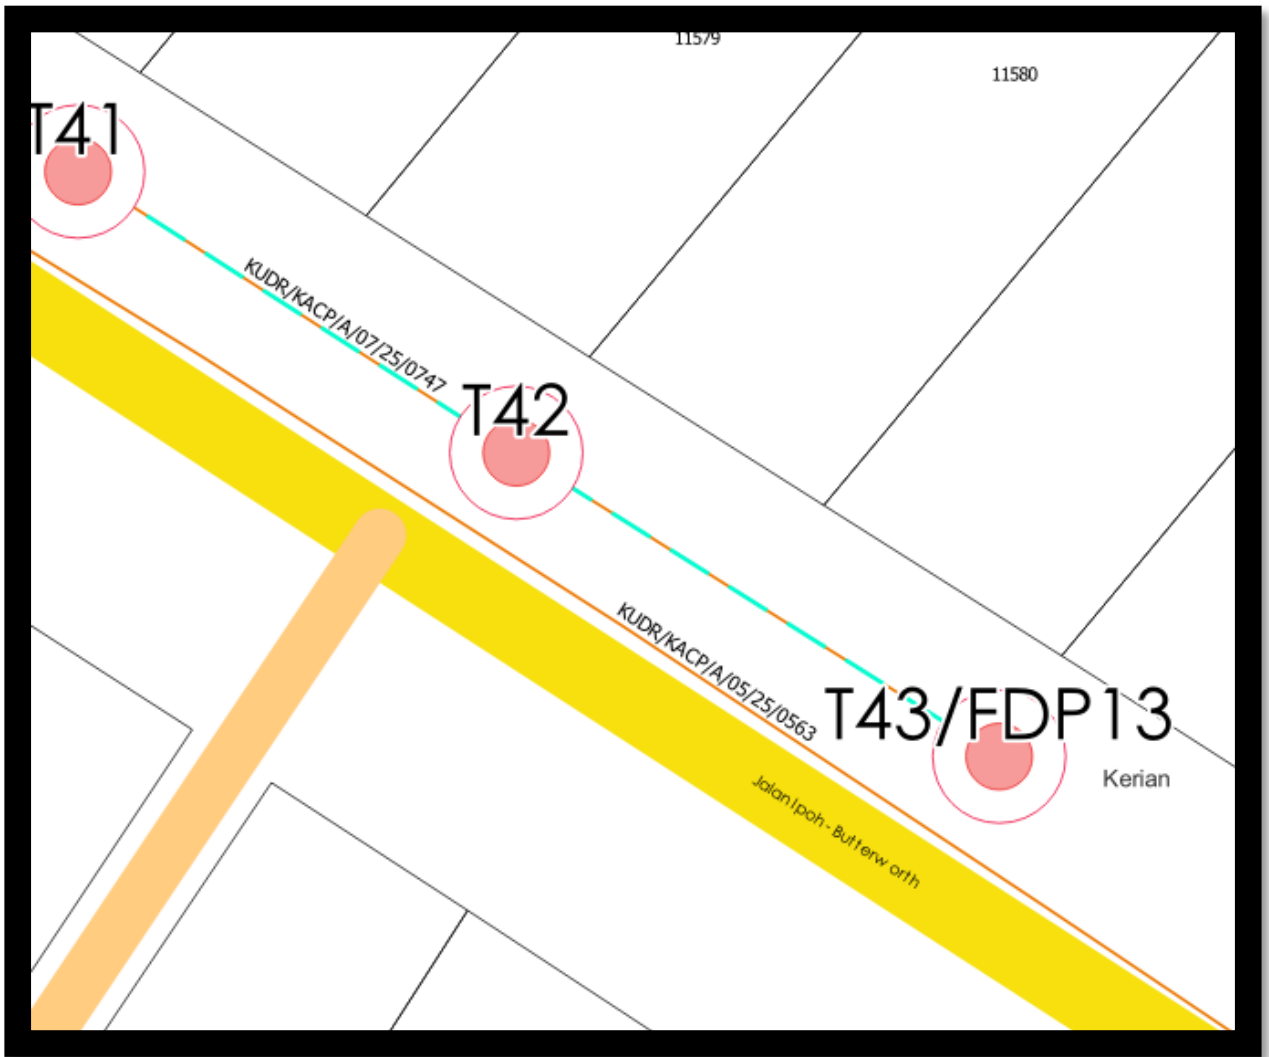 11579
11580
T41
KUDR/KACP/A/07/25/0747
T42
KUDR/KACP/A/05/25/0563
T43/FDP13
Kerian
Jalan Ipoh - Butterworth